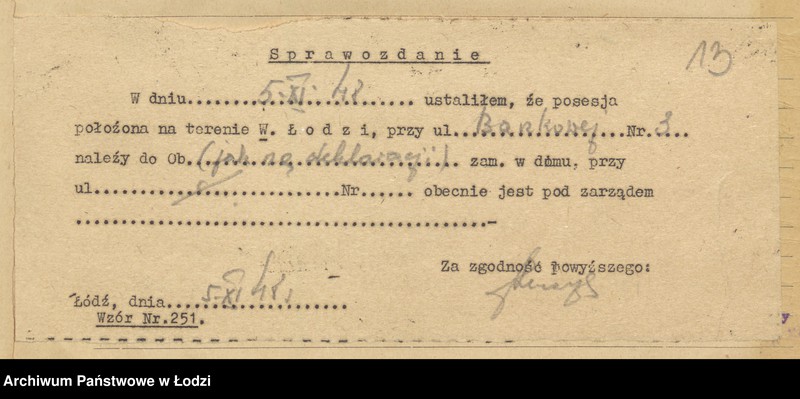 Sprawozdanie
13
W dniu........5.XI.48............ ustaliłem, że posesja
położona na terenie W. Łodzi, przy ul...Bankowej...Nr.3...
należy do Ob.(jak na deklaracji).. zam. w domu, przy
ul..............................Nr....... obecnie jest pod zarządem
..................................................-
Za zgodność powyższego:
Łódź, dnia....5.XI 48.............
Wzór Nr.251.
Archiwum Państwowe w Łodzi